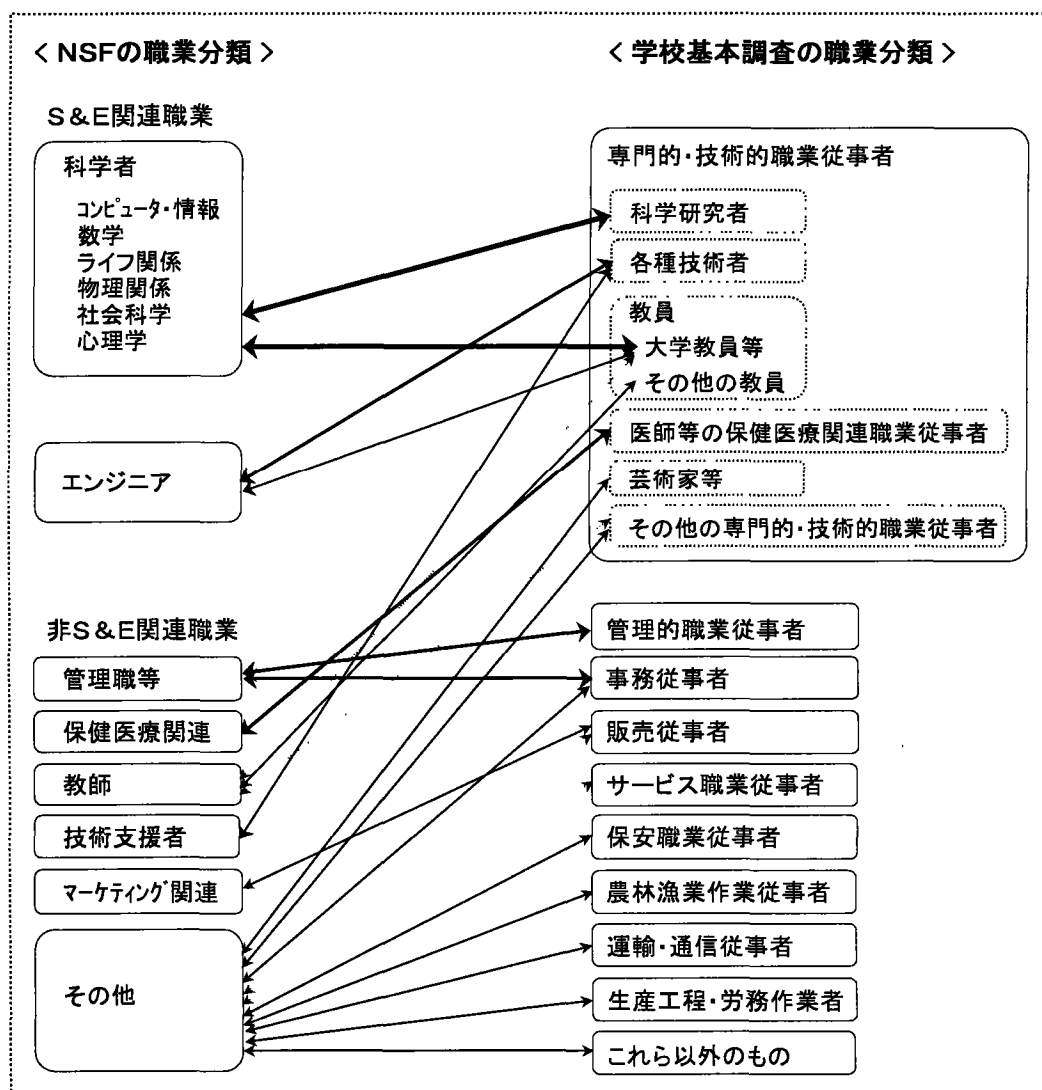 < NSFの職業分類 >
S＆E関連職業
科学者
コンピュータ・情報
数学
ライフ関係
物理関係
社会科学
心理学
エンジニア
非S＆E関連職業
管理職等
保健医療関連
教師
技術支援者
マーケティング関連
その他
< 学校基本調査の職業分類 >
専門的・技術的職業従事者
科学研究者
各種技術者
教員
大学教員等
その他の教員
医師等の保健医療関連職業従事者
芸術家等
その他の専門的・技術的職業従事者
管理的職業従事者
事務従事者
販売従事者
サービス職業従事者
保安職業従事者
農林漁業作業従事者
運輸・通信従事者
生産工程・労務作業者
これら以外のもの